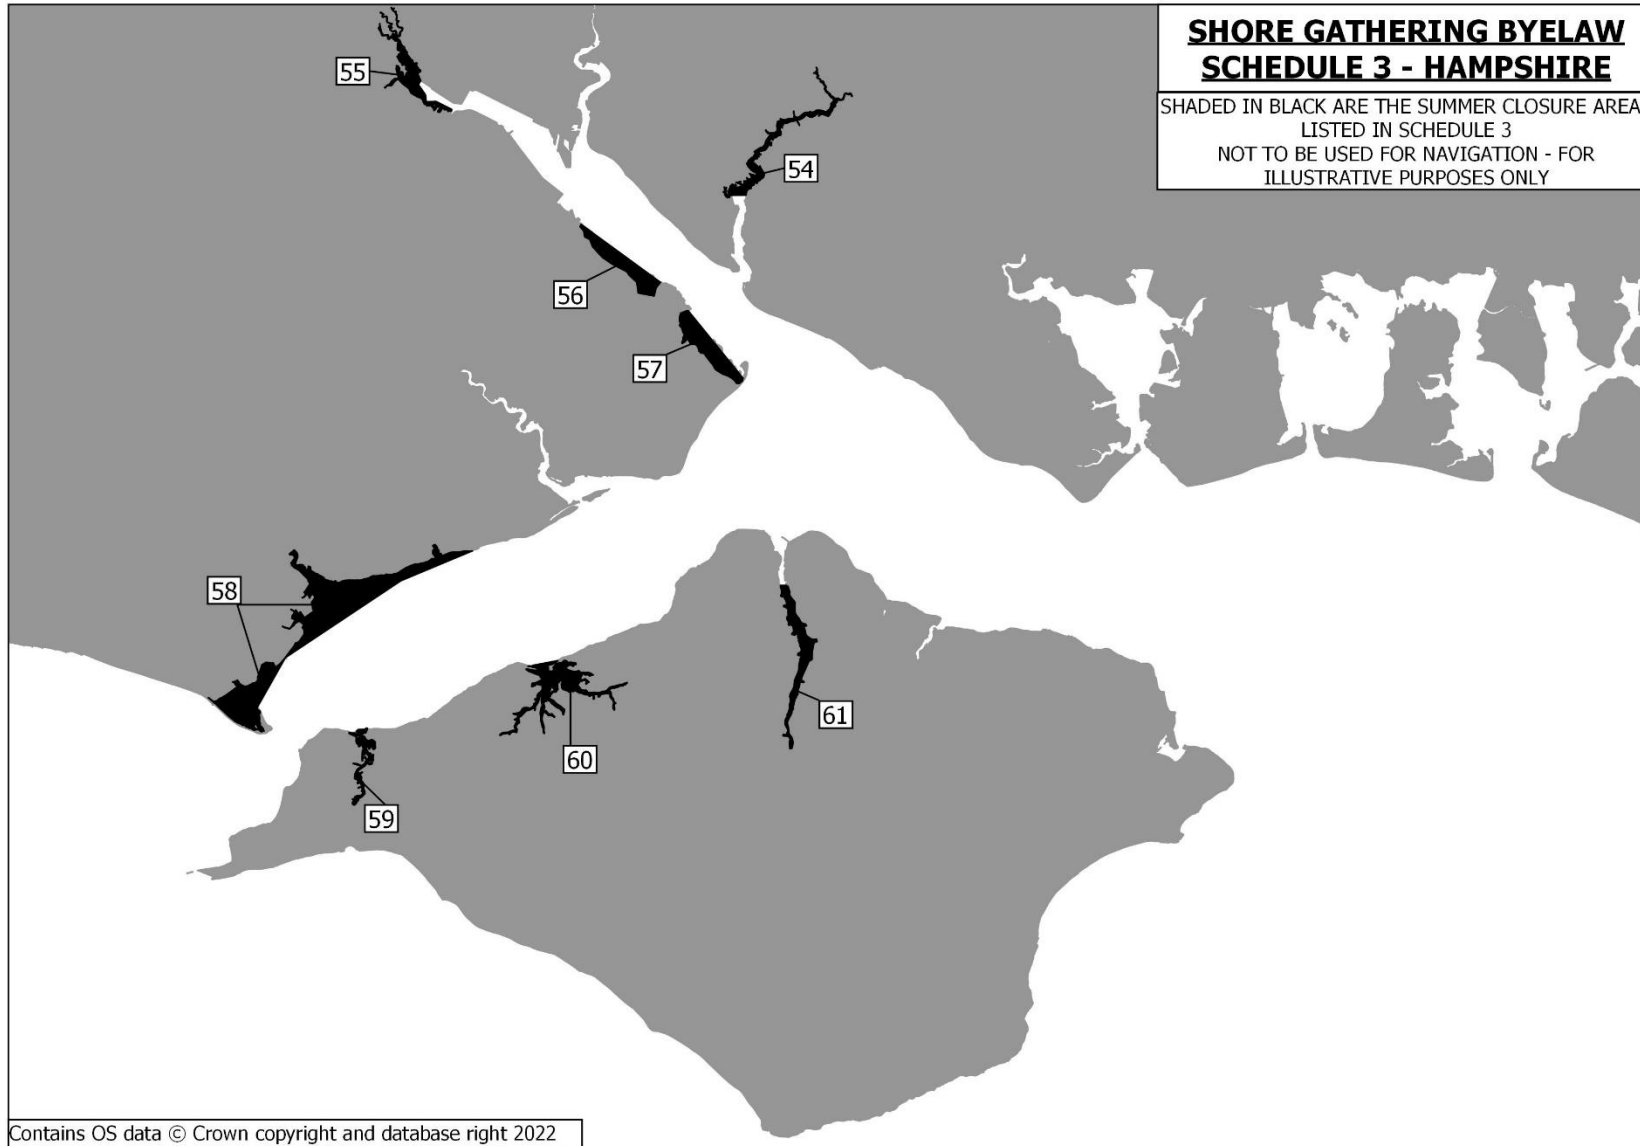 SHORE GATHERING BYELAW
SCHEDULE 3 - HAMPSHIRE
SHADED IN BLACK ARE THE SUMMER CLOSURE AREA
LISTED IN SCHEDULE 3
NOT TO BE USED FOR NAVIGATION - FOR
ILLUSTRATIVE PURPOSES ONLY
55
54
56
57
58
61
60
59
Contains OS data © Crown copyright and database right 2022